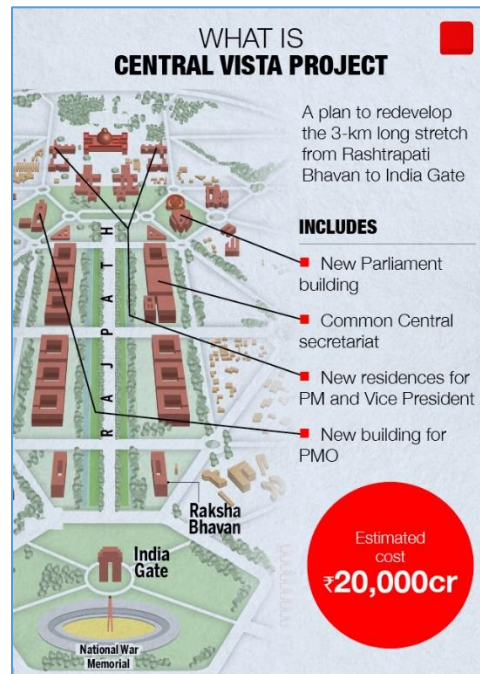 WHAT IS
CENTRAL VISTA PROJECT
A plan to redevelop
the 3-km long stretch
from Rashtrapati
Bhavan to India Gate
INCLUDES
New Parliament
building
Common Central
secretariat
New residences for
PM and Vice President
New building for
PMO
RAJPATH
Raksha
Bhavan
India
Gate
National War
Memorial
Estimated
cost
₹20,000cr